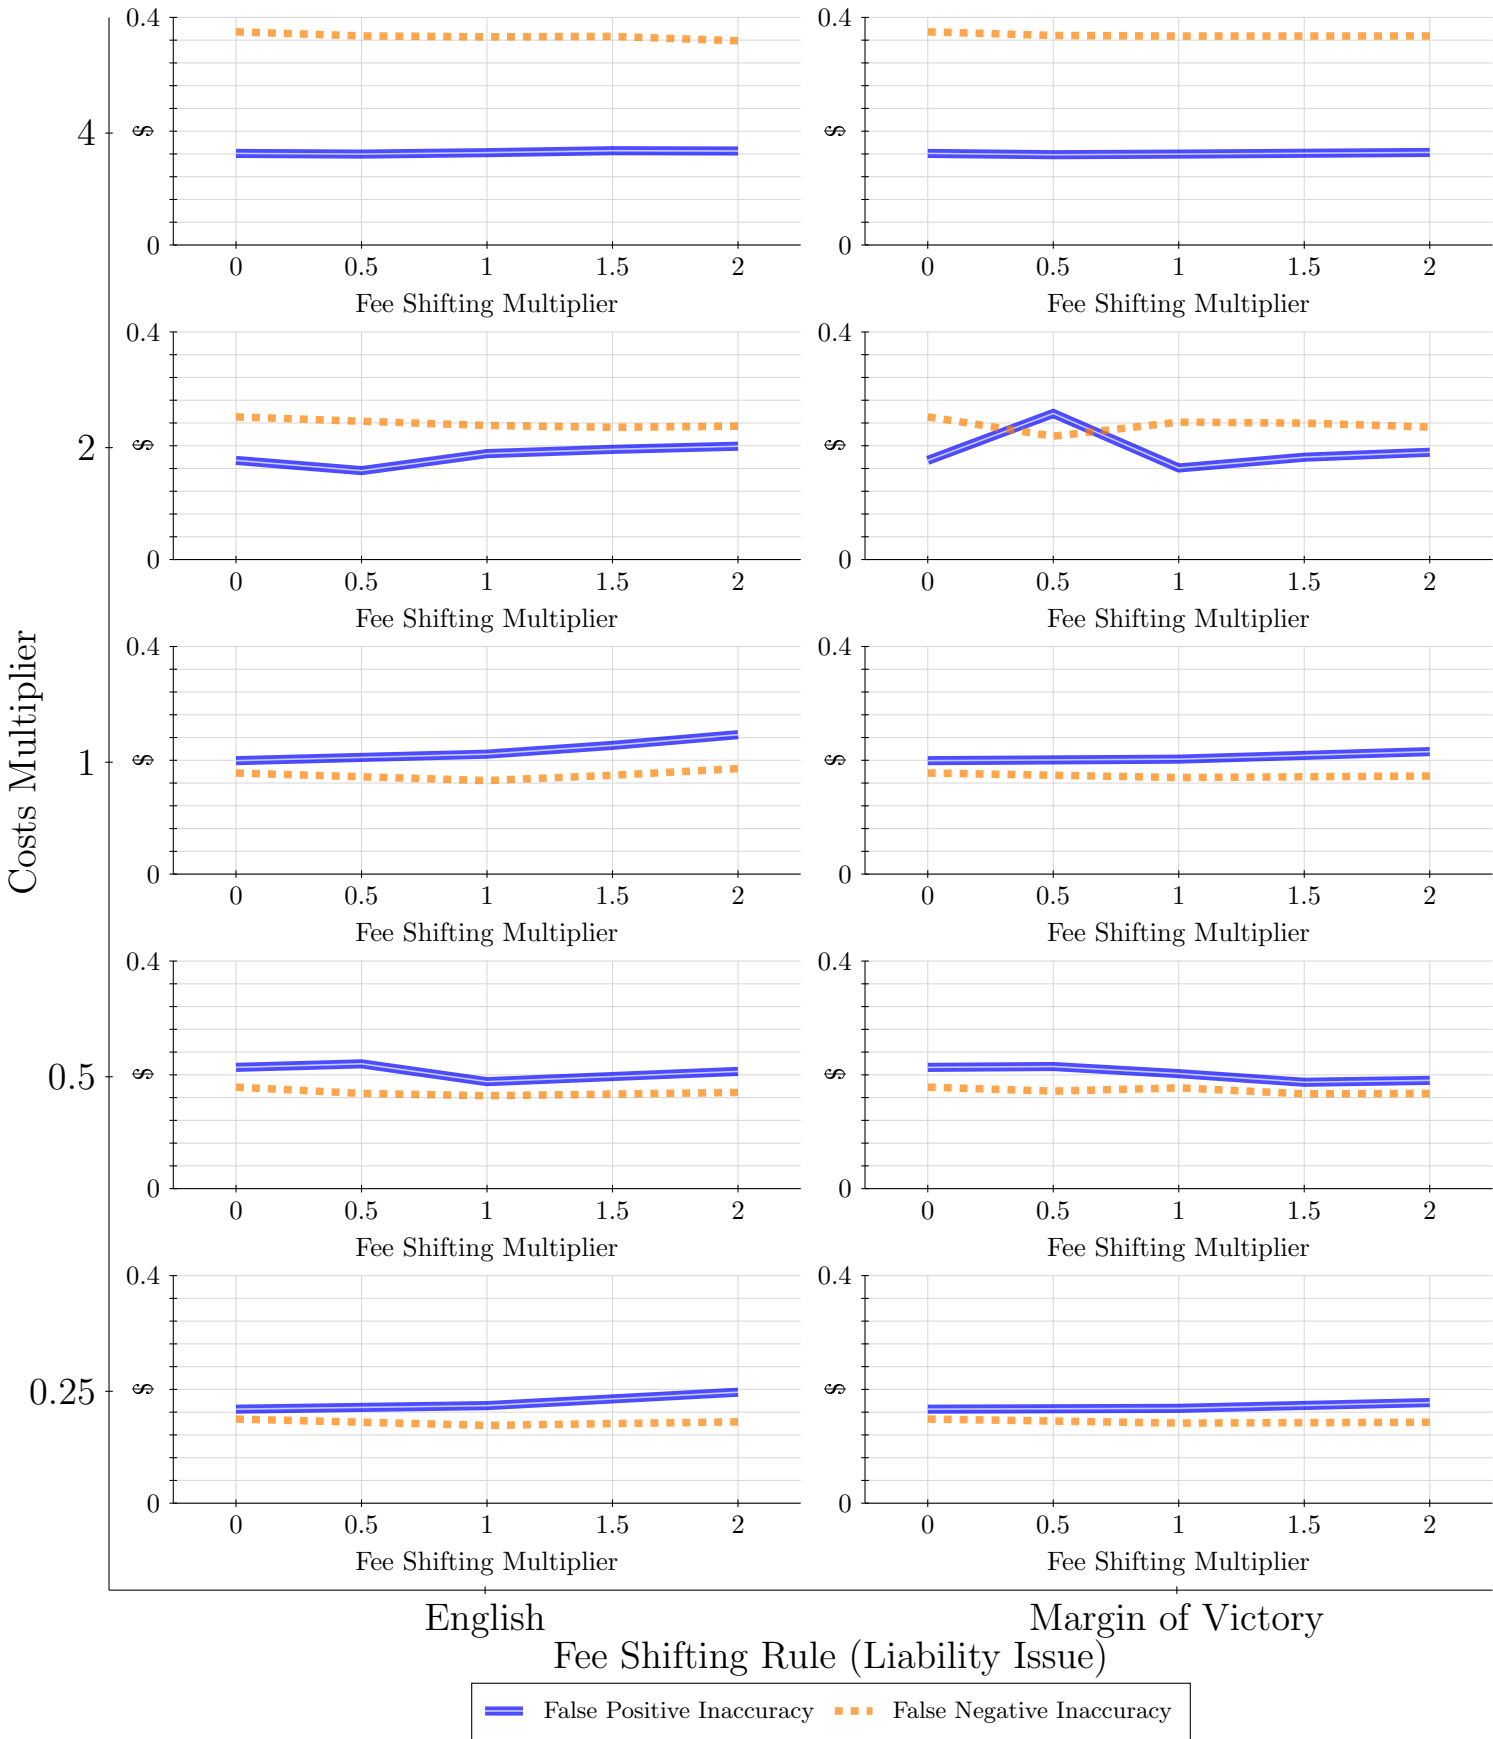 Costs Multiplier
4
0.4
$
0
0 0.5 1 1.5 2
Fee Shifting Multiplier
0.4
$
0
0 0.5 1 1.5 2
Fee Shifting Multiplier
2
0.4
$
0
0 0.5 1 1.5 2
Fee Shifting Multiplier
0.4
$
0
0 0.5 1 1.5 2
Fee Shifting Multiplier
1
0.4
$
0
0 0.5 1 1.5 2
Fee Shifting Multiplier
0.4
$
0
0 0.5 1 1.5 2
Fee Shifting Multiplier
0.5
0.4
$
0
0 0.5 1 1.5 2
Fee Shifting Multiplier
0.4
$
0
0 0.5 1 1.5 2
Fee Shifting Multiplier
0.25
0.4
$
0
0 0.5 1 1.5 2
Fee Shifting Multiplier
0.4
$
0
0 0.5 1 1.5 2
Fee Shifting Multiplier
English Margin of Victory
Fee Shifting Rule (Liability Issue)
False Positive Inaccuracy False Negative Inaccuracy